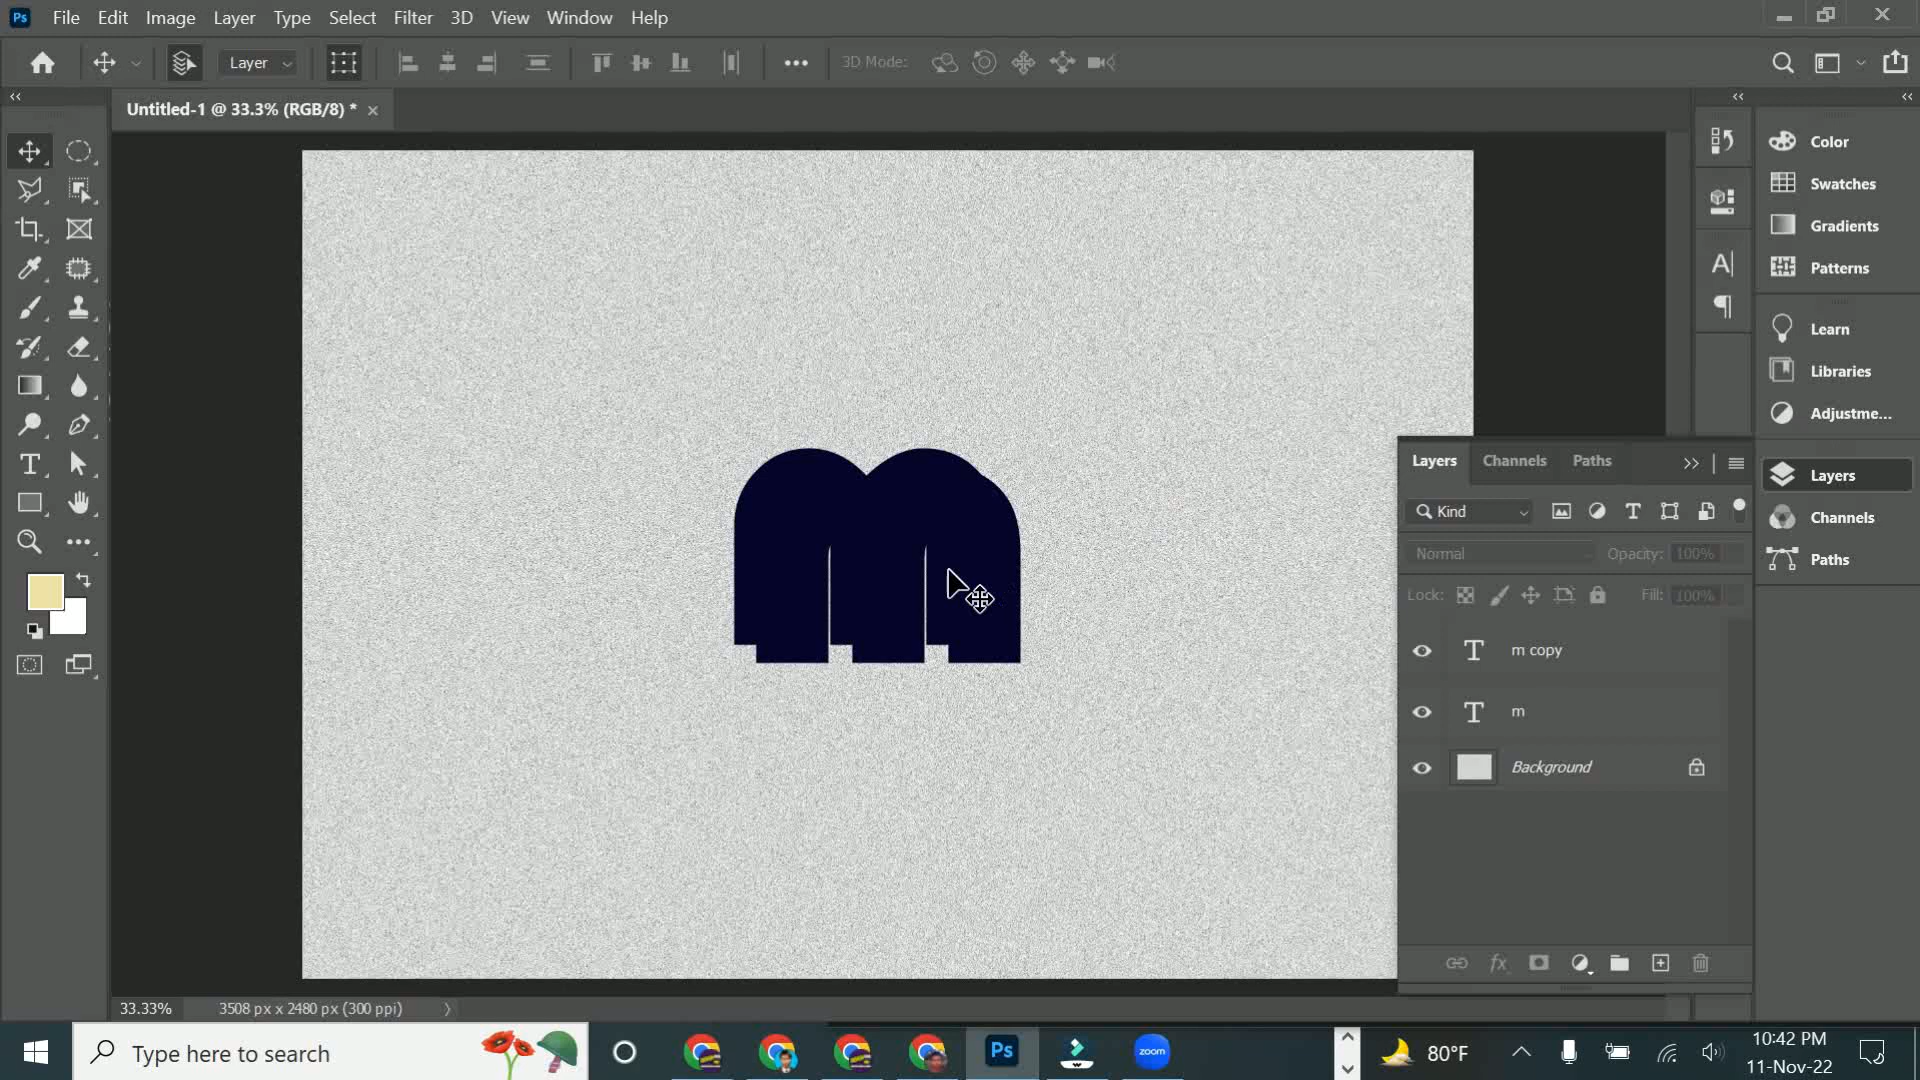 Ps File Edit Image Layer Type Select Filter 3D View Window Help
Layer 3D Mode:
Untitled-1 @ 33.3% (RGB/8) *
Color
Swatches
Gradients
Patterns
Learn
Libraries
Adjustme...
Layers
Channels
Paths
m
Layers Channels Paths
Kind
Normal Opacity: 100%
Lock: Fill: 100%
T m copy
T m
Background
33.33% 3508 px x 2480 px (300 ppi)
Type here to search
Ps
zoom
80°F
10:42 PM
11-Nov-22